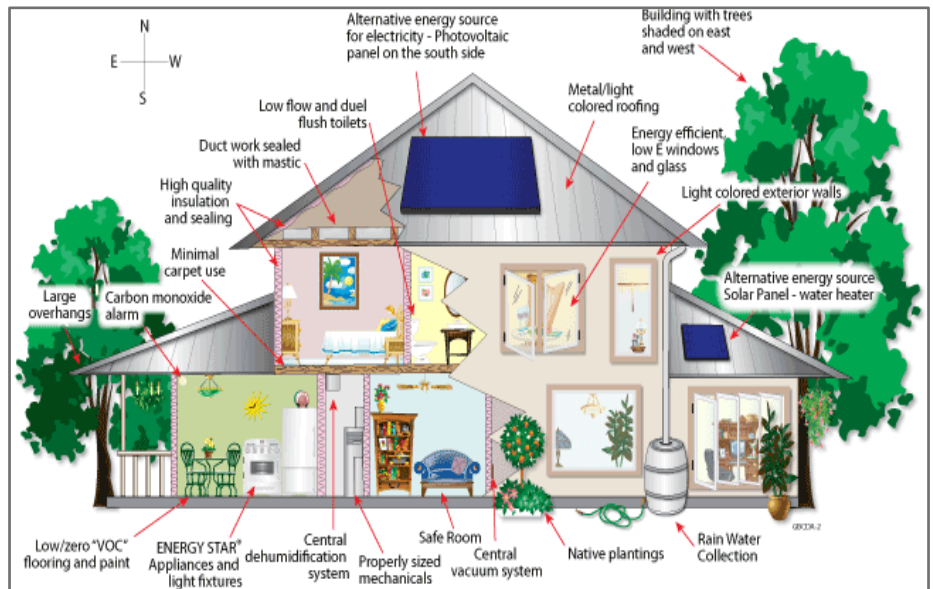 N
E
W
S
Alternative energy source
for electricity - Photovoltaic
panel on the south side
Building with trees
shaded on east
and west
Low flow and duel
flush toilets
Metal/light
colored roofing
Duct work sealed
with mastic
Energy efficient,
low E windows
and glass
High quality
insulation
and sealing
Light colored exterior walls
Minimal
carpet use
Alternative energy source
Solar Panel - water heater
Large
overhangs
Carbon monoxide
alarm
Low/zero "VOC"
flooring and paint
ENERGY STAR®
Appliances and
light fixtures
Central
dehumidification
system
Properly sized
mechanicals
Safe Room
Central
vacuum system
Native plantings
Rain Water
Collection
GBCDR-2